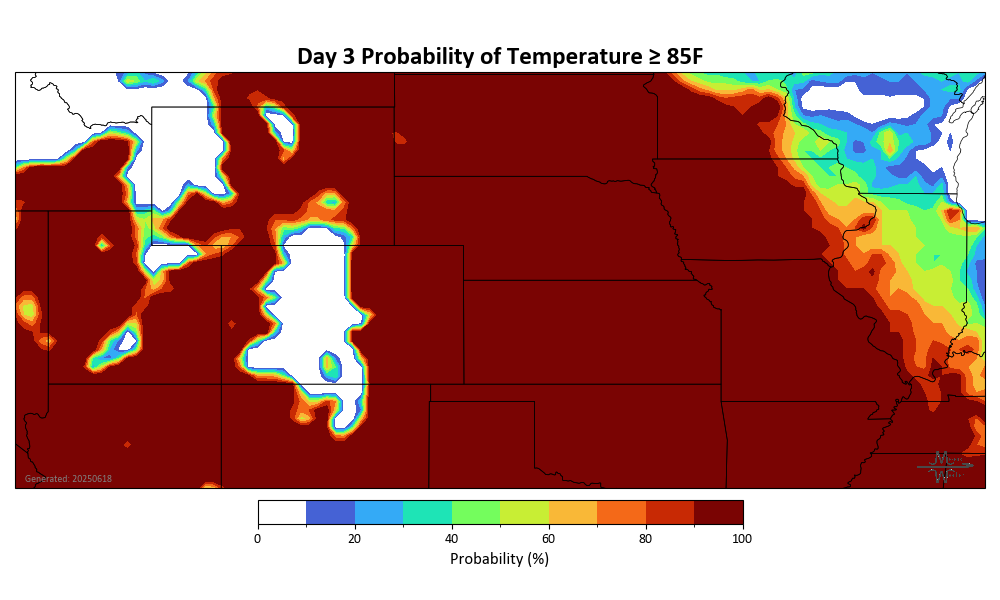 Day 3 Probability of Temperature ≥ 85F
Generated: 20250618
0 20 40 60 80 100
Probability (%)